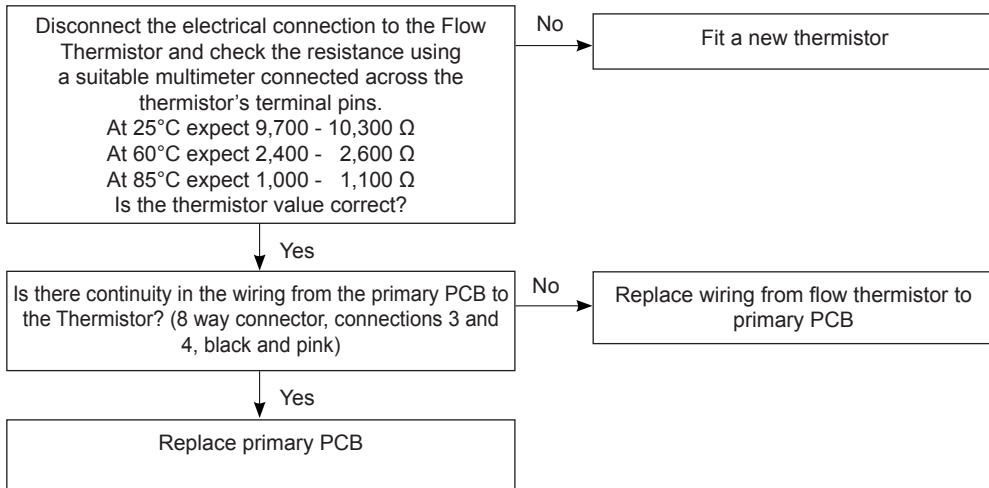 Disconnect the electrical connection to the Flow
Thermistor and check the resistance using
a suitable multimeter connected across the
thermistor's terminal pins.
At 25°C expect 9,700 - 10,300 Ω
At 60°C expect 2,400 - 2,600 Ω
At 85°C expect 1,000 - 1,100 Ω
Is the thermistor value correct?
No
Fit a new thermistor
Yes
Is there continuity in the wiring from the primary PCB to
the Thermistor? (8 way connector, connections 3 and
4, black and pink)
No
Replace wiring from flow thermistor to
primary PCB
Yes
Replace primary PCB